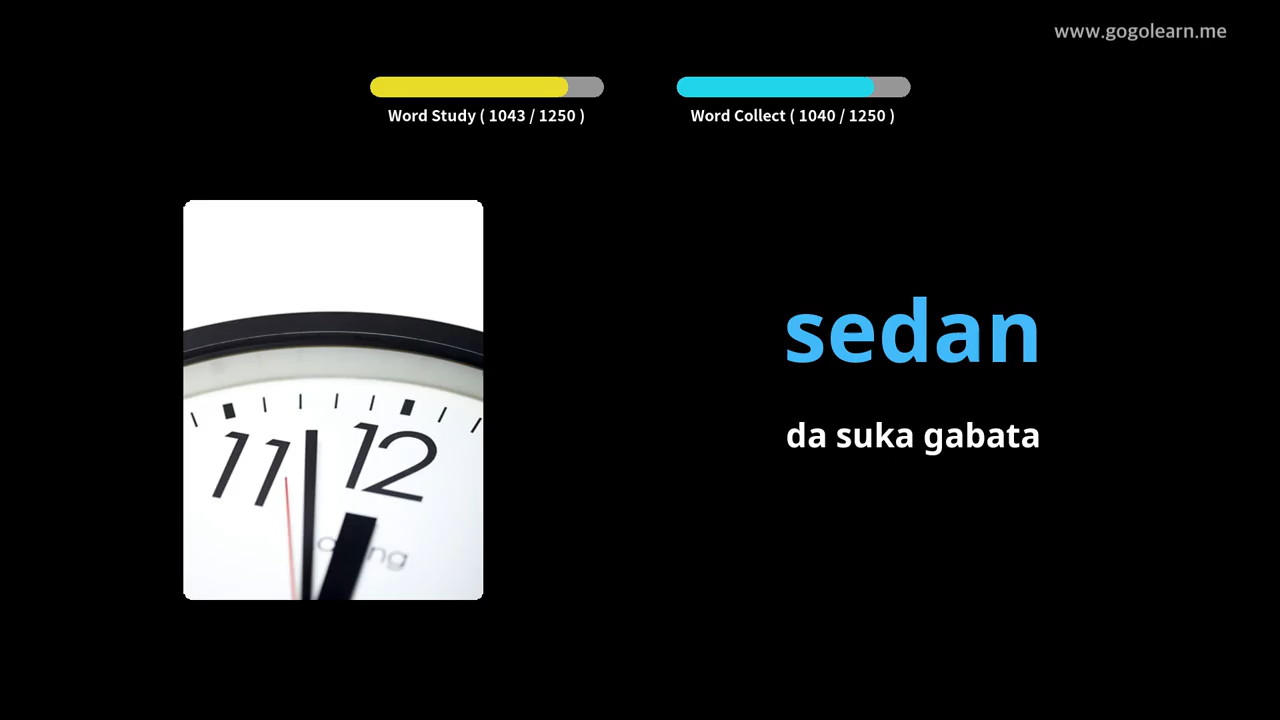 www.gogolearn.me
Word Study ( 1043 / 1250 )
Word Collect ( 1040 / 1250 )
sedan
da suka gabata
11
12